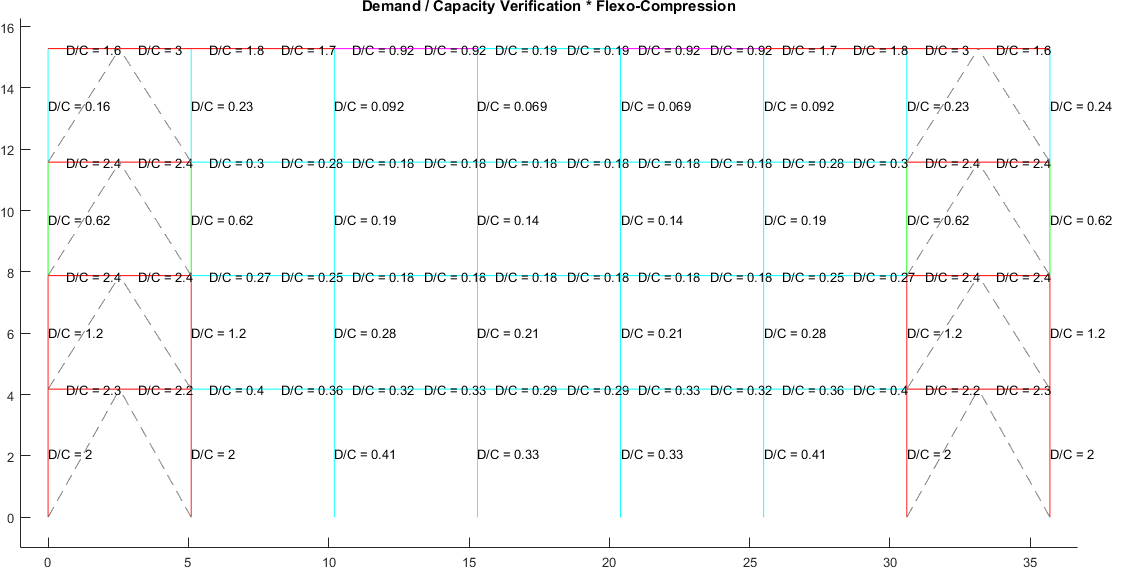 Demand / Capacity Verification * Flexo-Compression
16
D/C = 1.6 D/C = 3 D/C = 1.8 D/C = 1.7 D/C = 0.92 D/C = 0.92 D/C = 0.19 D/C = 0.19 D/C = 0.92 D/C = 0.92 D/C = 1.7 D/C = 1.8 D/C = 3 D/C = 1.6
14
D/C = 0.16 D/C = 0.23 D/C = 0.092 D/C = 0.069 D/C = 0.069 D/C = 0.092 D/C = 0.23 D/C = 0.24
12
D/C = 2.4 D/C = 2.4 D/C = 0.3 D/C = 0.28 D/C = 0.18 D/C = 0.18 D/C = 0.18 D/C = 0.18 D/C = 0.18 D/C = 0.18 D/C = 0.28 D/C = 0.3 D/C = 2.4 D/C = 2.4
10
D/C = 0.62 D/C = 0.62 D/C = 0.19 D/C = 0.14 D/C = 0.14 D/C = 0.19 D/C = 0.62 D/C = 0.62
8
D/C = 2.4 D/C = 2.4 D/C = 0.27 D/C = 0.25 D/C = 0.18 D/C = 0.18 D/C = 0.18 D/C = 0.18 D/C = 0.18 D/C = 0.18 D/C = 0.25 D/C = 0.27 D/C = 2.4 D/C = 2.4
6
D/C = 1.2 D/C = 1.2 D/C = 0.28 D/C = 0.21 D/C = 0.21 D/C = 0.28 D/C = 1.2 D/C = 1.2
4
D/C = 2.3 D/C = 2.2 D/C = 0.4 D/C = 0.36 D/C = 0.32 D/C = 0.33 D/C = 0.29 D/C = 0.29 D/C = 0.33 D/C = 0.32 D/C = 0.36 D/C = 0.4 D/C = 2.2 D/C = 2.3
2
D/C = 2 D/C = 2 D/C = 0.41 D/C = 0.33 D/C = 0.33 D/C = 0.41 D/C = 2 D/C = 2
0
0 5 10 15 20 25 30 35